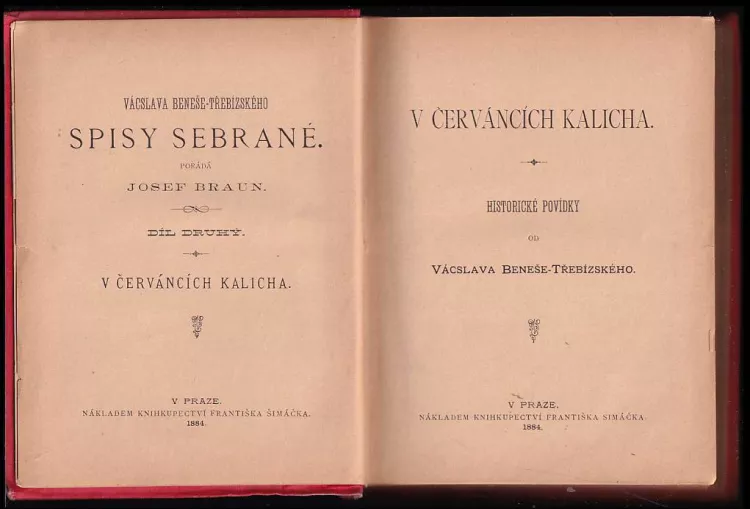 VÁCSLAVA BENEŠE-TŘEBÍZSKÉHO
SPISY SEBRANÉ.
POŘÁDÁ
JOSEF BRAUN.
DÍL DRUHÝ.
V ČERVÁNCÍCH KALICHA.
V PRAZE.
NÁKLADEM KNIHKUPECTVÍ FRANTIŠKA ŠIMÁČKA.
1884.
V ČERVÁNCÍCH KALICHA.
HISTORICKÉ POVÍDKY
OD
VÁCSLAVA BENEŠE-TŘEBÍZSKÉHO.
V PRAZE.
NÁKLADEM KNIHKUPECTVÍ FRANTIŠKA ŠIMÁČKA.
1884.